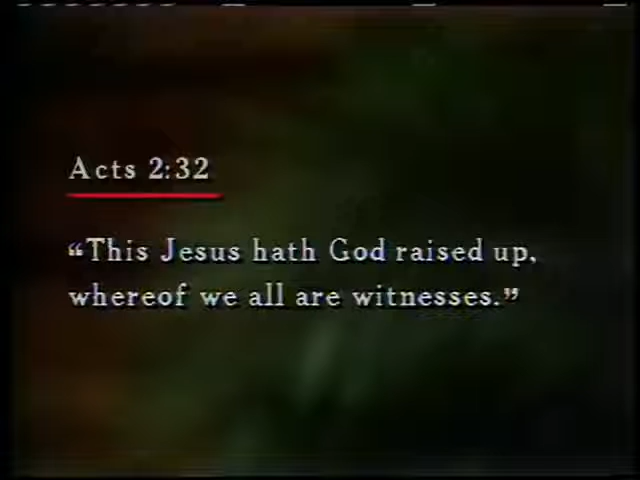 Acts 2:32
“This Jesus hath God raised up,
whereof we all are witnesses.”